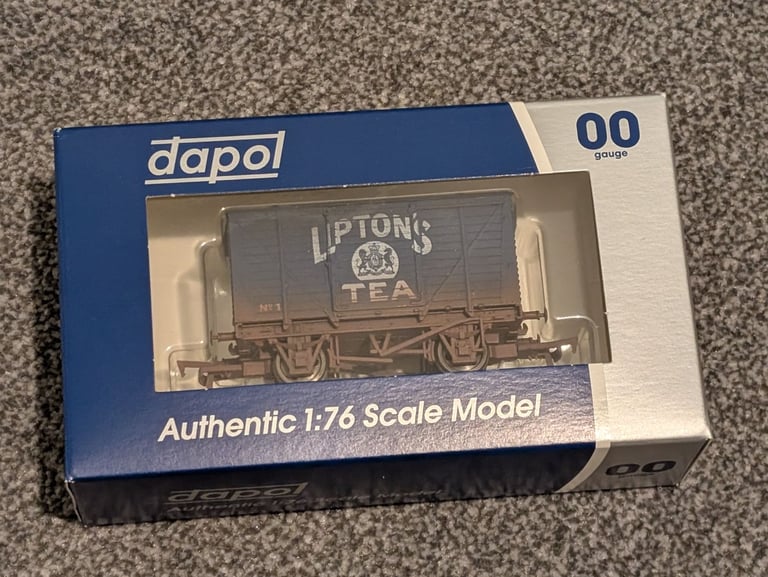 dapol
00
gauge
LIPTON'S
TEA
No 1
Authentic 1:76 Scale Model
00
dapol